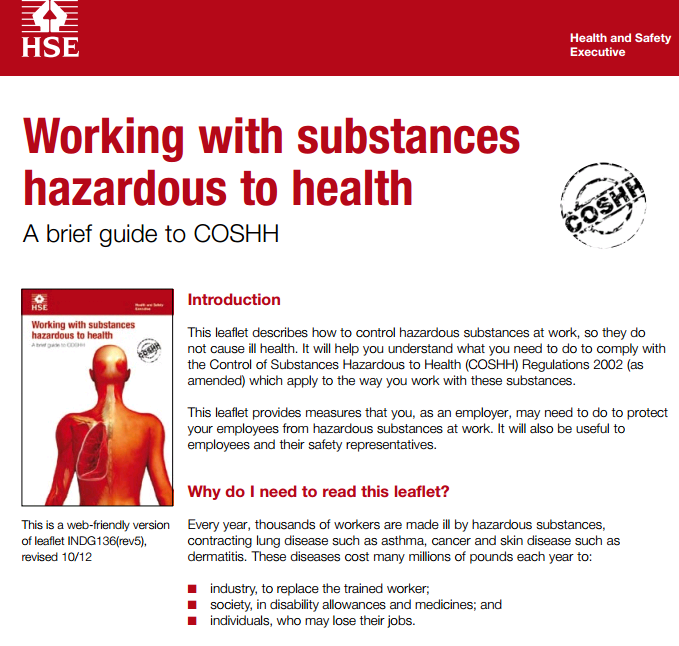 HSE
Health and Safety
Executive
Working with substances
hazardous to health
A brief guide to COSHH
COSHH
HSE
Health and Safety
Executive
Working with substances
hazardous to health
A brief guide to COSHH
COSHH
This is a web-friendly version
of leaflet INDG136(rev5),
revised 10/12
Introduction
This leaflet describes how to control hazardous substances at work, so they do
not cause ill health. It will help you understand what you need to do to comply with
the Control of Substances Hazardous to Health (COSHH) Regulations 2002 (as
amended) which apply to the way you work with these substances.
This leaflet provides measures that you, as an employer, may need to do to protect
your employees from hazardous substances at work. It will also be useful to
employees and their safety representatives.
Why do I need to read this leaflet?
Every year, thousands of workers are made ill by hazardous substances,
contracting lung disease such as asthma, cancer and skin disease such as
dermatitis. These diseases cost many millions of pounds each year to:
■ industry, to replace the trained worker;
■ society, in disability allowances and medicines; and
■ individuals, who may lose their jobs.